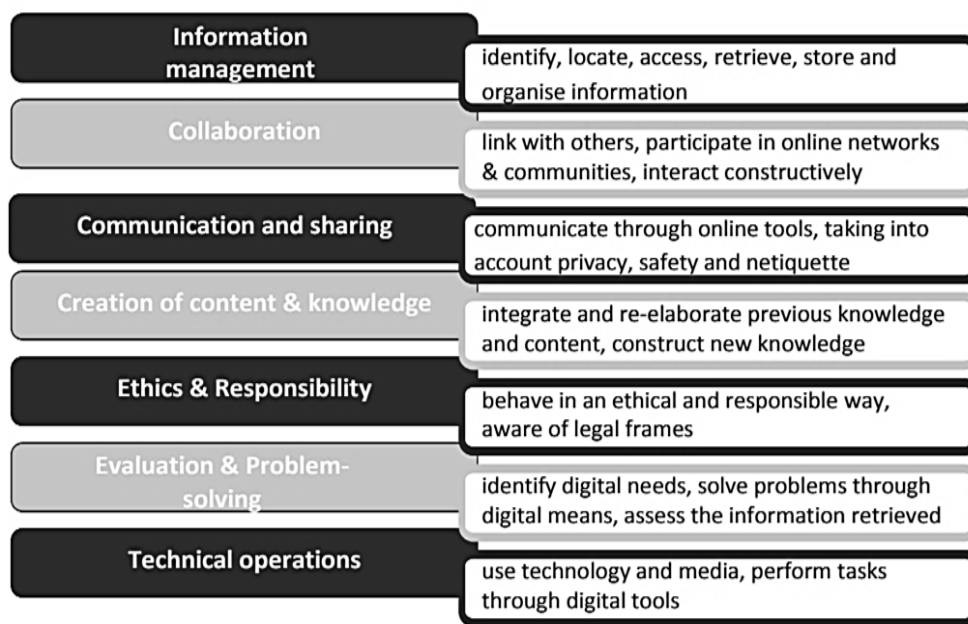 Information
management
identify, locate, access, retrieve, store and
organise information
Collaboration
link with others, participate in online networks
& communities, interact constructively
Communication and sharing
communicate through online tools, taking into
account privacy, safety and netiquette
Creation of content & knowledge
integrate and re-elaborate previous knowledge
and content, construct new knowledge
Ethics & Responsibility
behave in an ethical and responsible way,
aware of legal frames
Evaluation & Problem-
solving
identify digital needs, solve problems through
digital means, assess the information retrieved
Technical operations
use technology and media, perform tasks
through digital tools